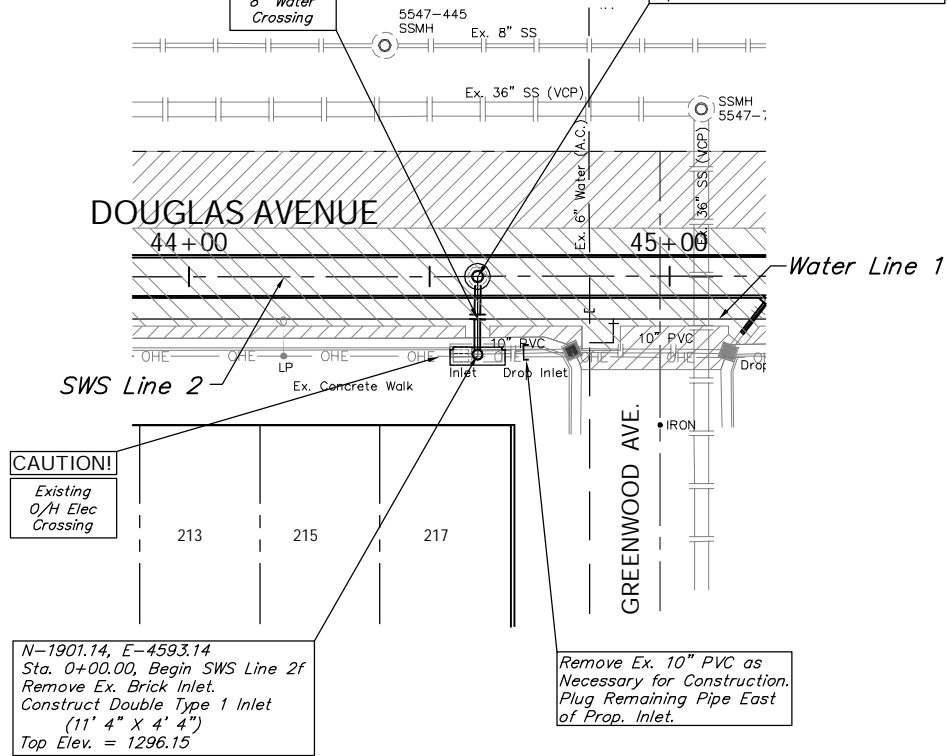 8" Water
Crossing
5547-445
SSMH
Ex. 8" SS
Ex. 36" SS (VCP)
SSMH
Ex. 6" Water (A.C.)
Ex. 36" SS (VCP)
DOUGLAS AVENUE
44+00
45+00
Water Line 1
10" PVC
10" PVC
OHE
OHE
OHE
OHE
OHE
OHE
LP
Inlet
Drop Inlet
SWS Line 2
Ex. Concrete Walk
CAUTION!
Existing
O/H Elec
Crossing
IRON
213
215
217
GREENWOOD AVE.
N-1901.14, E-4593.14
Sta. 0+00.00, Begin SWS Line 2f
Remove Ex. Brick Inlet.
Construct Double Type 1 Inlet
(11' 4" X 4' 4")
Top Elev. = 1296.15
Remove Ex. 10" PVC as
Necessary for Construction.
Plug Remaining Pipe East
of Prop. Inlet.